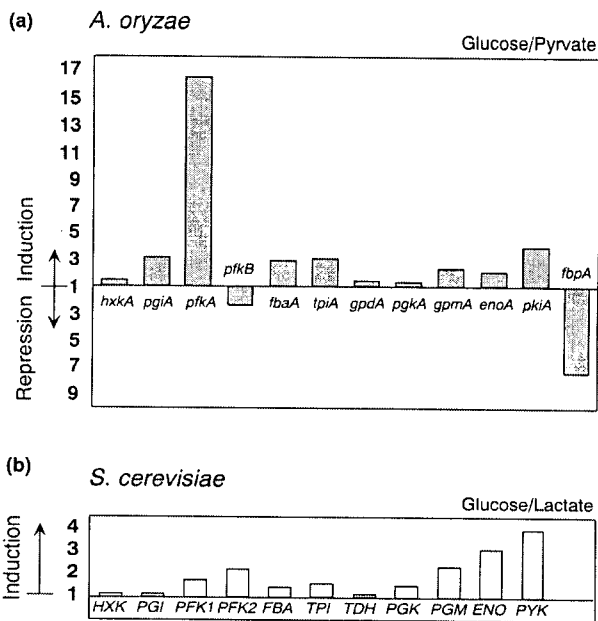 (a) A. oryzae
Glucose/Pyrvate
17
15
13
11
9
7
5
3
1
3
5
7
9
Repression Induction
pfkB
fbpA
hxkA pgiA pfkA fbaA tpiA gpdA pgkA gpmA enoA pkiA
(b) S. cerevisiae
Glucose/Lactate
4
3
2
1
Induction
HXK PGI PFK1 PFK2 FBA TPI TDH PGK PGM ENO PYK